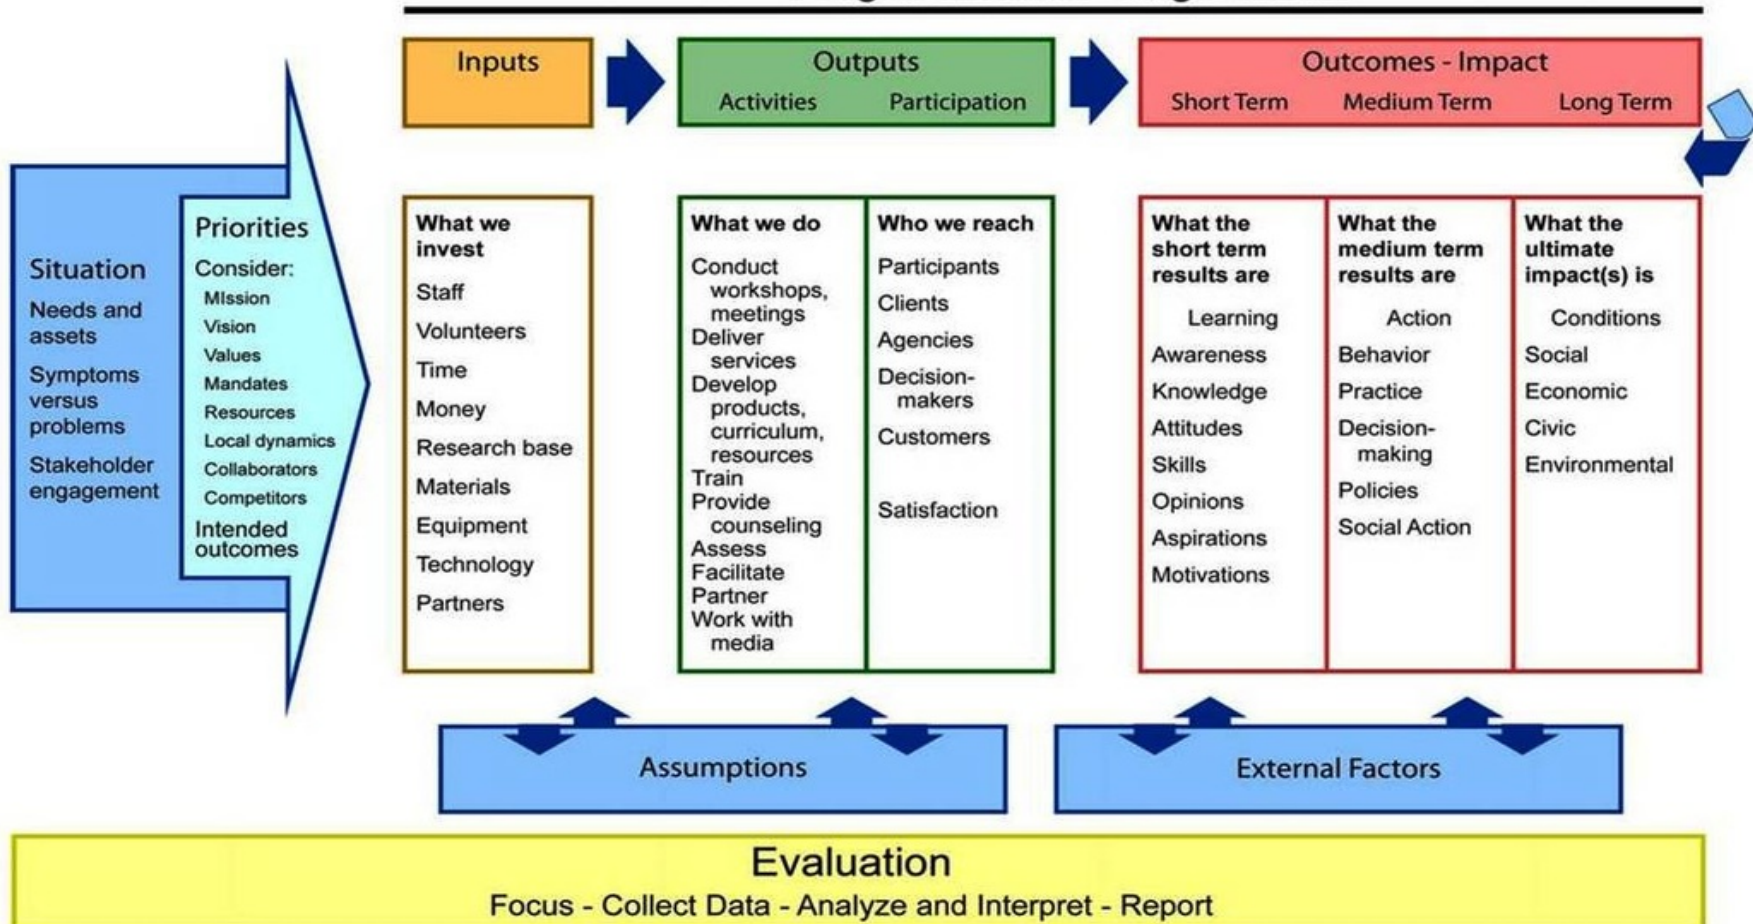 Inputs
Outputs
Activities Participation
Outcomes - Impact
Short Term Medium Term Long Term
Situation
Needs and
assets
Symptoms
versus
problems
Stakeholder
engagement
Priorities
Consider:
MIssion
Vision
Values
Mandates
Resources
Local dynamics
Collaborators
Competitors
Intended
outcomes
What we
invest
Staff
Volunteers
Time
Money
Research base
Materials
Equipment
Technology
Partners
What we do
Conduct
workshops,
meetings
Deliver
services
Develop
products,
curriculum,
resources
Train
Provide
counseling
Assess
Facilitate
Partner
Work with
media
Who we reach
Participants
Clients
Agencies
Decision-
makers
Customers
Satisfaction
What the
short term
results are
Learning
Awareness
Knowledge
Attitudes
Skills
Opinions
Aspirations
Motivations
What the
medium term
results are
Action
Behavior
Practice
Decision-
making
Policies
Social Action
What the
ultimate
impact(s) is
Conditions
Social
Economic
Civic
Environmental
Assumptions
External Factors
Evaluation
Focus - Collect Data - Analyze and Interpret - Report